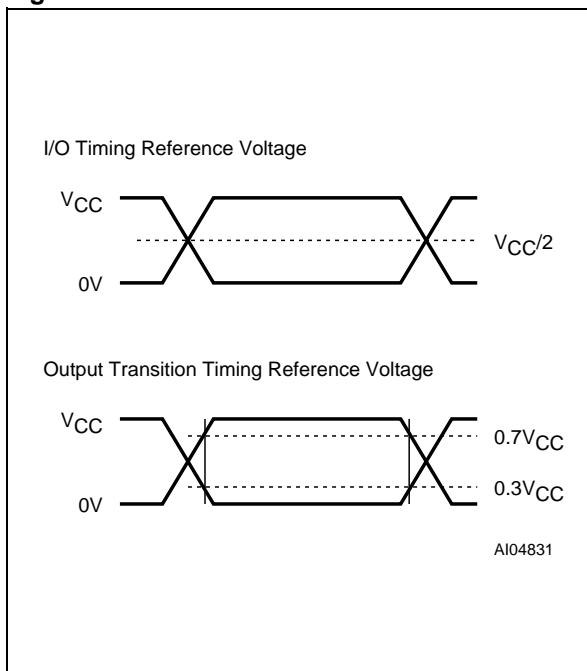 I/O Timing Reference Voltage
VCC
VCC/2
0V
Output Transition Timing Reference Voltage
VCC
0.7VCC
0.3VCC
0V
AI04831